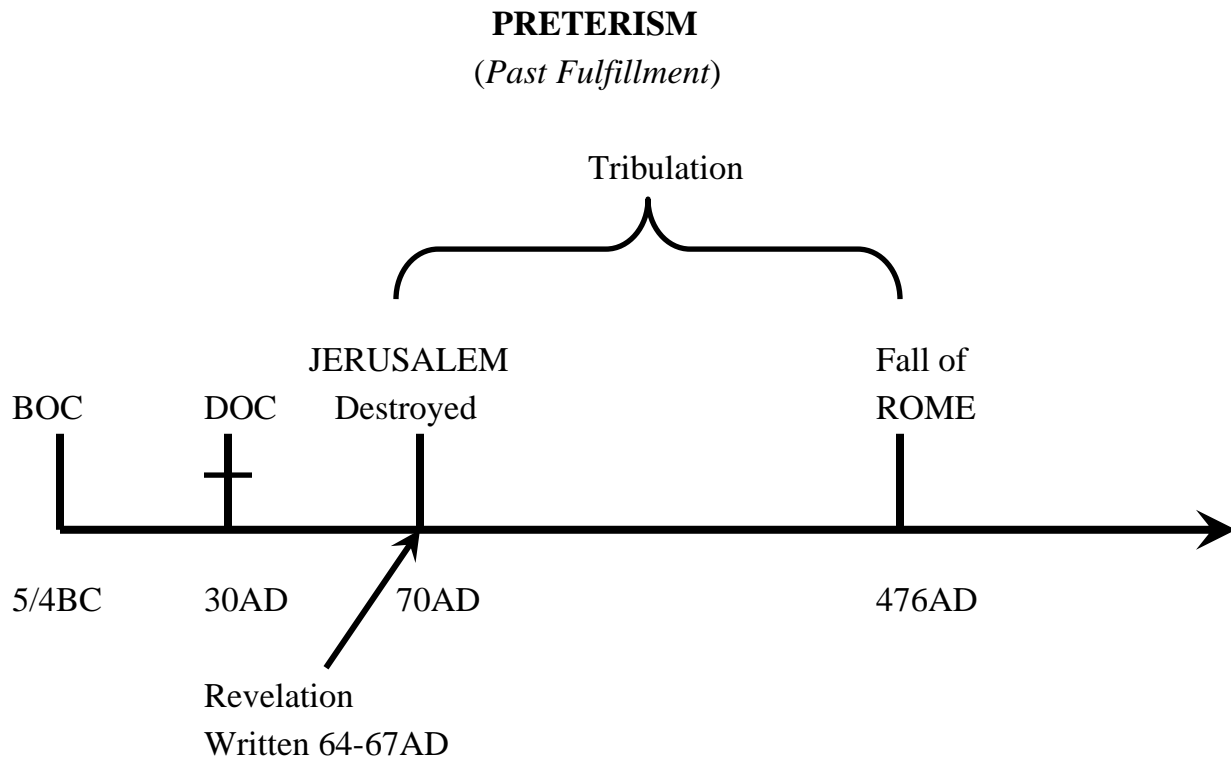 PRETERISM
(Past Fulfillment)
Tribulation
JERUSALEM
Destroyed
Fall of
ROME
BOC
DOC
5/4BC
30AD
70AD
476AD
Revelation
Written 64-67AD